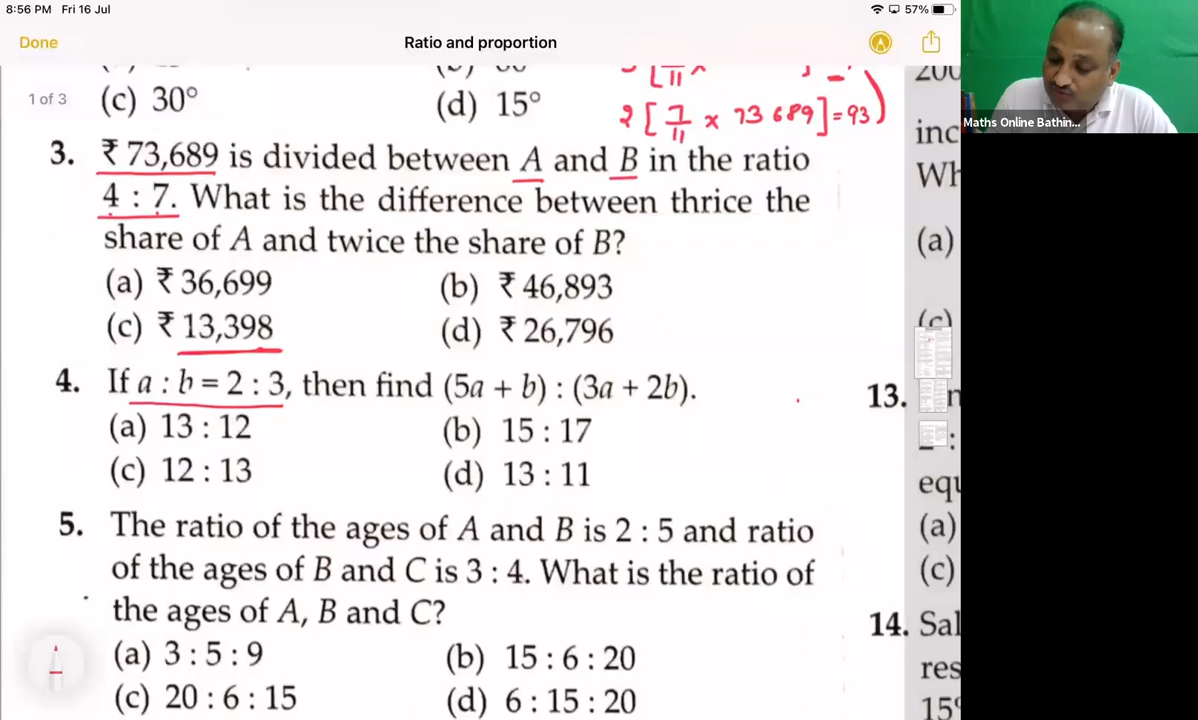 8:56 PM Fri 16 Jul
57%
Done
Ratio and proportion
1 of 3
(c) 30°
(d) 15°
2 [ 7/11 × 73689 ] = 93
3. ₹ 73,689 is divided between A and B in the ratio
4 : 7. What is the difference between thrice the
share of A and twice the share of B?
(a) ₹ 36,699
(b) ₹ 46,893
(c) ₹ 13,398
(d) ₹ 26,796
4. If a : b = 2 : 3, then find (5a + b) : (3a + 2b).
(a) 13 : 12
(b) 15 : 17
(c) 12 : 13
(d) 13 : 11
5. The ratio of the ages of A and B is 2 : 5 and ratio
of the ages of B and C is 3 : 4. What is the ratio of
the ages of A, B and C?
(a) 3 : 5 : 9
(b) 15 : 6 : 20
(c) 20 : 6 : 15
(d) 6 : 15 : 20
200
inc
Wh
(a)
(c)
13.
equ
(a)
(c)
14. Sal
res
15
Maths Online Bathin...